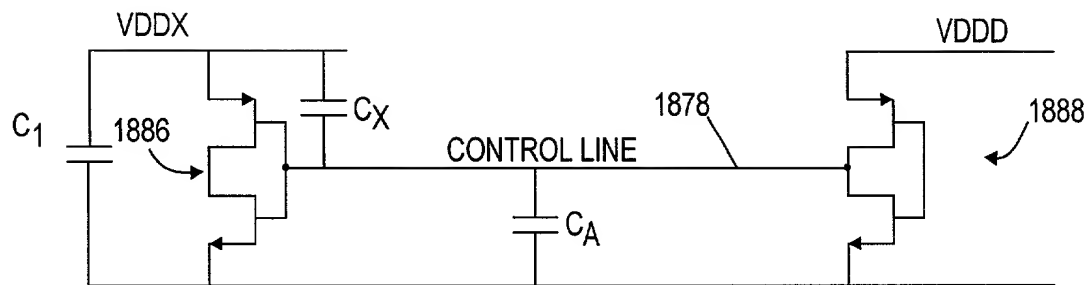 VDDX
VDDD
C1
1886
CX
CONTROL LINE
1878
1888
CA